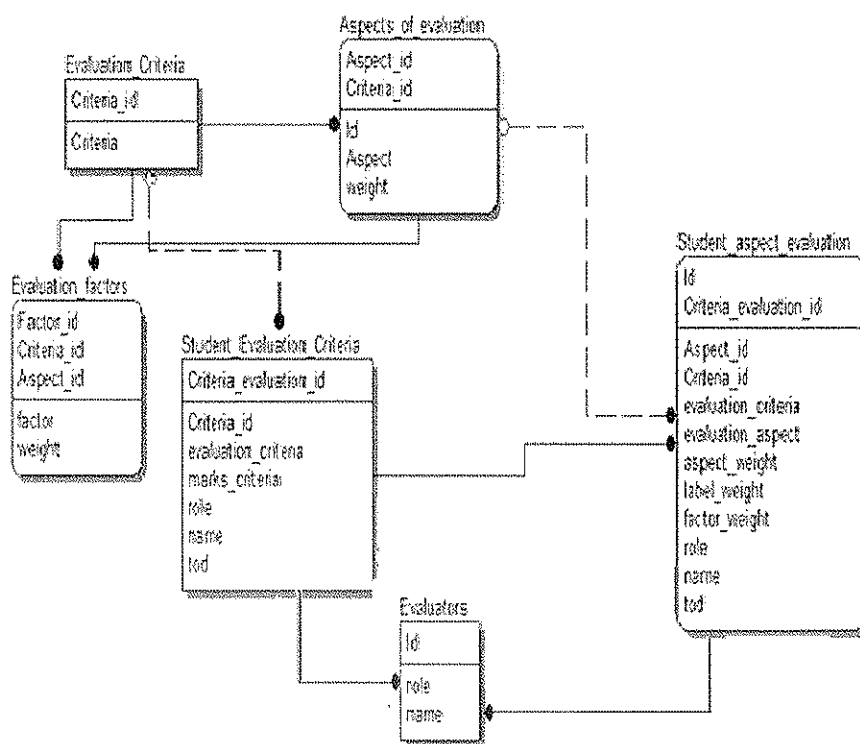 Aspects of evaluation
Aspect_id
Criteria_id
Id
Aspect
weight
Evaluation Criteria
Criteria_id
Criteria
Evaluation factors
Factor_id
Criteria_id
Aspect_id
factor
weight
Student Evaluation Criteria
Criteria_evaluation_id
Criteria_id
evaluation_criteria
marks_criteria
role
name
tod
Student_aspect_evaluation
Id
Criteria_evaluation_id
Aspect_id
Criteria_id
evaluation_criteria
evaluation_aspect
aspect_weight
label_weight
factor_weight
role
name
tod
Evaluators
Id
role
name